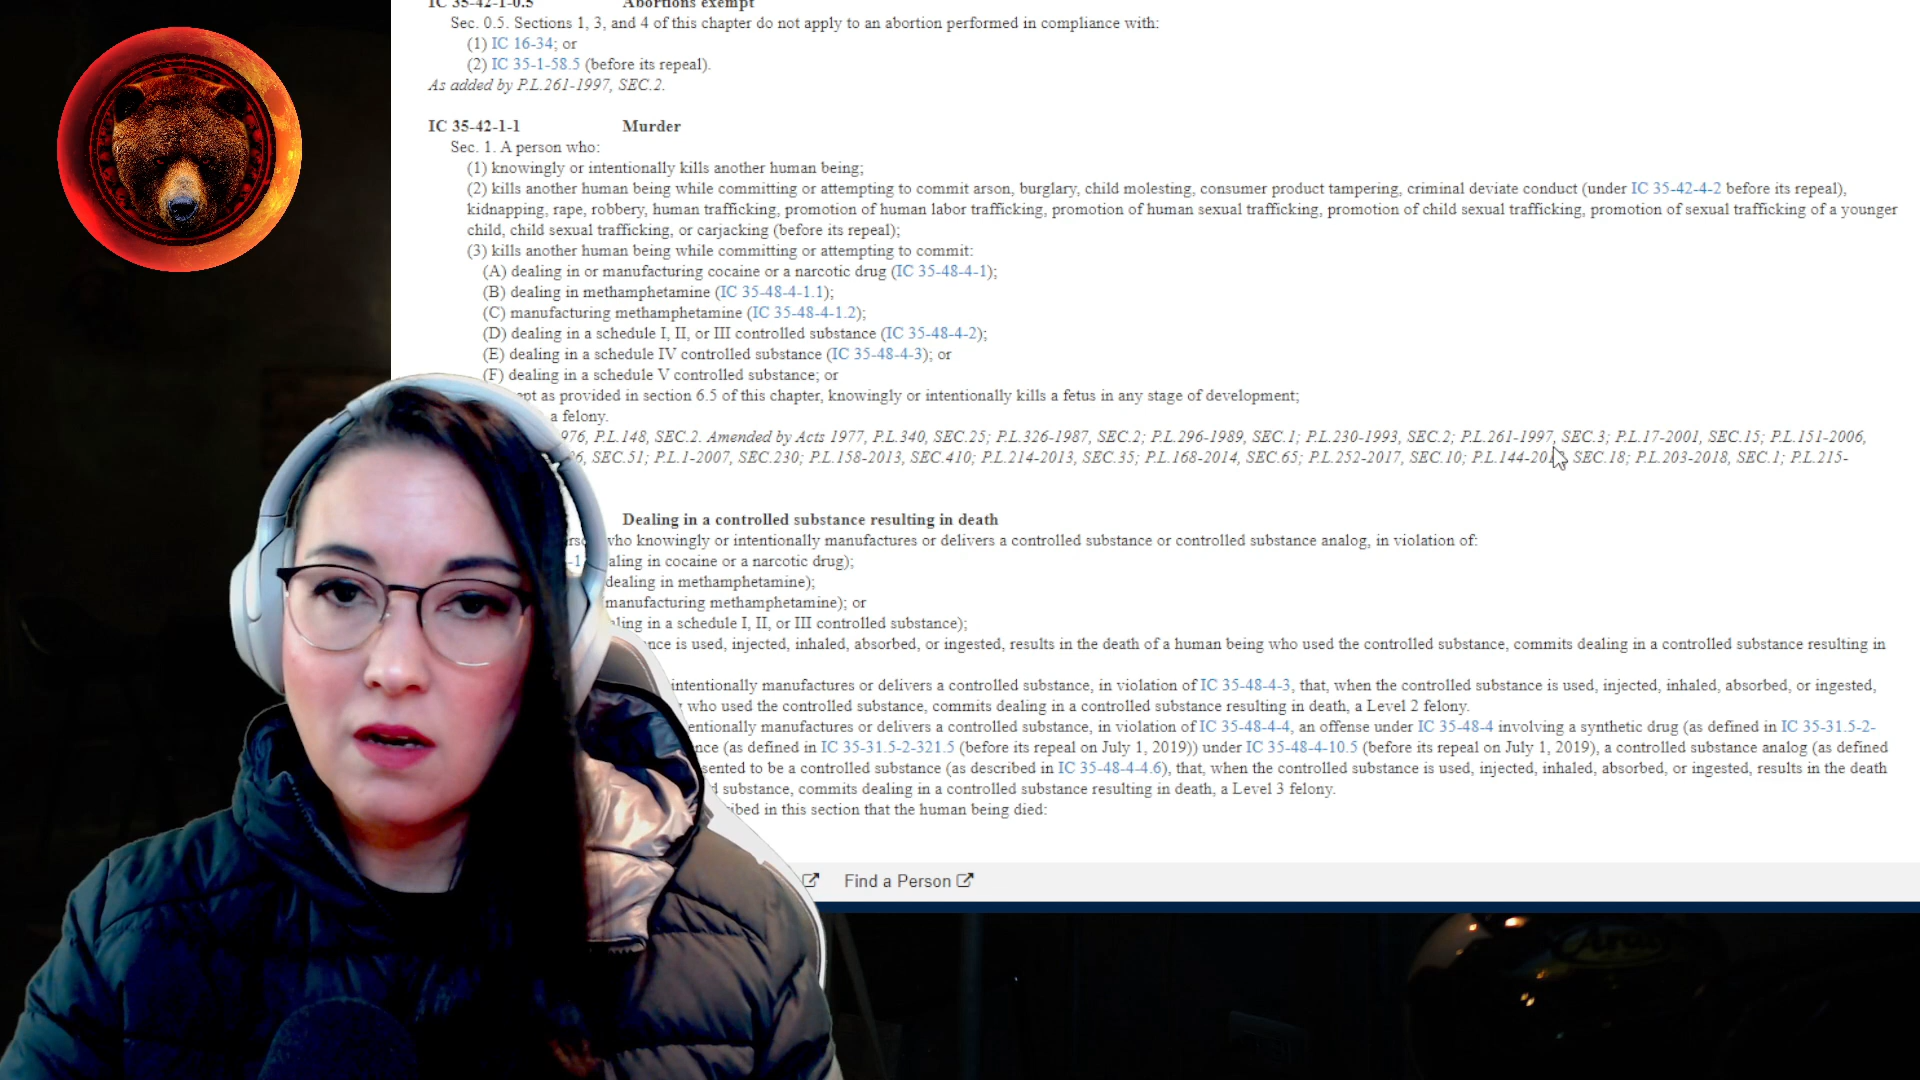 IC 35-42-1-0.5 Abortions exempt
Sec. 0.5. Sections 1, 3, and 4 of this chapter do not apply to an abortion performed in compliance with:
(1) IC 16-34; or
(2) IC 35-1-58.5 (before its repeal).
As added by P.L.261-1997, SEC.2.
IC 35-42-1-1 Murder
Sec. 1. A person who:
(1) knowingly or intentionally kills another human being;
(2) kills another human being while committing or attempting to commit arson, burglary, child molesting, consumer product tampering, criminal deviate conduct (under IC 35-42-4-2 before its repeal),
kidnapping, rape, robbery, human trafficking, promotion of human labor trafficking, promotion of human sexual trafficking, promotion of child sexual trafficking, promotion of sexual trafficking of a younger
child, child sexual trafficking, or carjacking (before its repeal);
(3) kills another human being while committing or attempting to commit:
(A) dealing in or manufacturing cocaine or a narcotic drug (IC 35-48-4-1);
(B) dealing in methamphetamine (IC 35-48-4-1.1);
(C) manufacturing methamphetamine (IC 35-48-4-1.2);
(D) dealing in a schedule I, II, or III controlled substance (IC 35-48-4-2);
(E) dealing in a schedule IV controlled substance (IC 35-48-4-3); or
(F) dealing in a schedule V controlled substance; or
as provided in section 6.5 of this chapter, knowingly or intentionally kills a fetus in any stage of development;
a felony.
P.L.148, SEC.2. Amended by Acts 1977, P.L.340, SEC.25; P.L.326-1987, SEC.2; P.L.296-1989, SEC.1; P.L.230-1993, SEC.2; P.L.261-1997, SEC.3; P.L.17-2001, SEC.15; P.L.151-2006,
SEC.51; P.L.1-2007, SEC.230; P.L.158-2013, SEC.410; P.L.214-2013, SEC.35; P.L.168-2014, SEC.65; P.L.252-2017, SEC.10; SEC.18; P.L.203-2018, SEC.1; P.L.215-
Dealing in a controlled substance resulting in death
who knowingly or intentionally manufactures or delivers a controlled substance or controlled substance analog, in violation of:
in cocaine or a narcotic drug);
dealing in methamphetamine);
manufacturing methamphetamine); or
in a schedule I, II, or III controlled substance);
is used, injected, inhaled, absorbed, or ingested, results in the death of a human being who used the controlled substance, commits dealing in a controlled substance resulting in
intentionally manufactures or delivers a controlled substance, in violation of IC 35-48-4-3, that, when the controlled substance is used, injected, inhaled, absorbed, or ingested,
who used the controlled substance, commits dealing in a controlled substance resulting in death, a Level 2 felony.
manufactures or delivers a controlled substance, in violation of IC 35-48-4-4, an offense under IC 35-48-4 involving a synthetic drug (as defined in IC 35-31.5-2-
(as defined in IC 35-31.5-2-321.5 (before its repeal on July 1, 2019)) under IC 35-48-4-10.5 (before its repeal on July 1, 2019), a controlled substance analog (as defined
to be a controlled substance (as described in IC 35-48-4-4.6), that, when the controlled substance is used, injected, inhaled, absorbed, or ingested, results in the death
substance, commits dealing in a controlled substance resulting in death, a Level 3 felony.
in this section that the human being died:
Find a Person
Arai